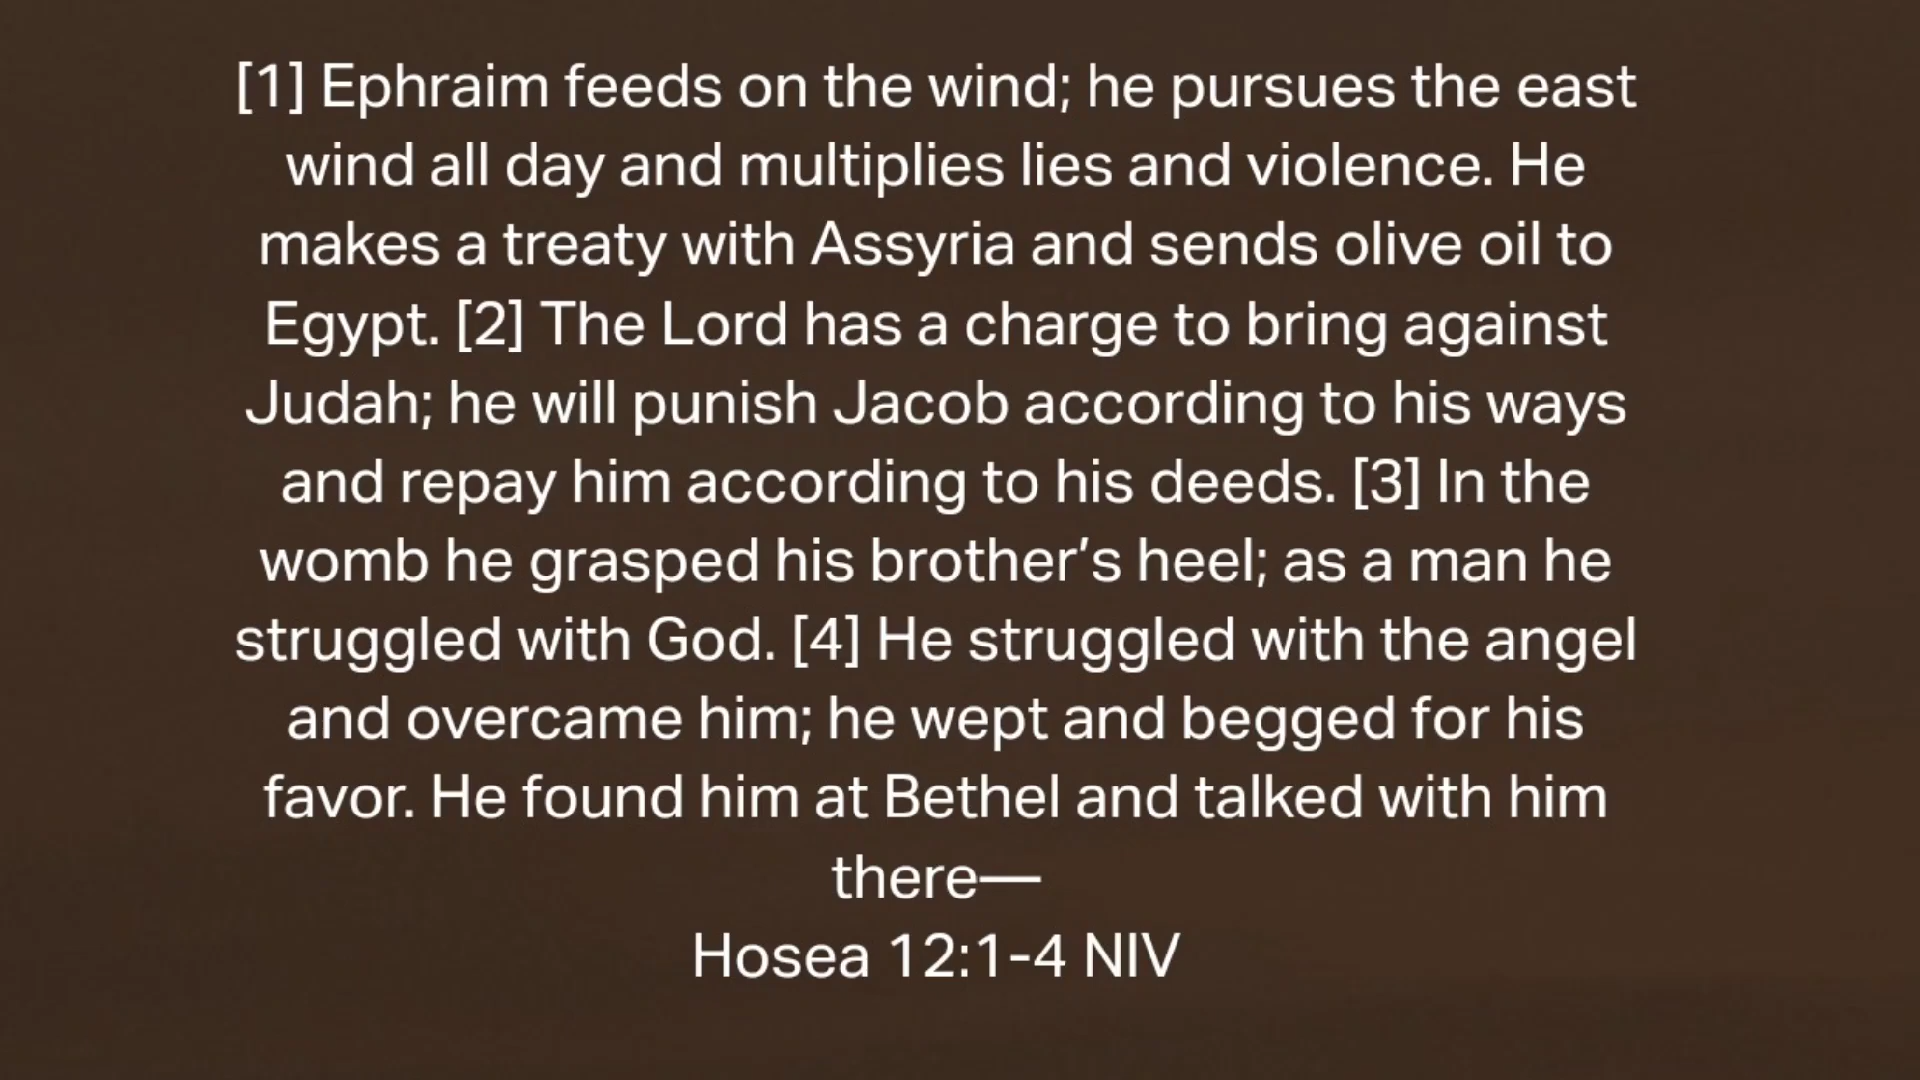 [1] Ephraim feeds on the wind; he pursues the east
wind all day and multiplies lies and violence. He
makes a treaty with Assyria and sends olive oil to
Egypt. [2] The Lord has a charge to bring against
Judah; he will punish Jacob according to his ways
and repay him according to his deeds. [3] In the
womb he grasped his brother’s heel; as a man he
struggled with God. [4] He struggled with the angel
and overcame him; he wept and begged for his
favor. He found him at Bethel and talked with him
there—
Hosea 12:1-4 NIV